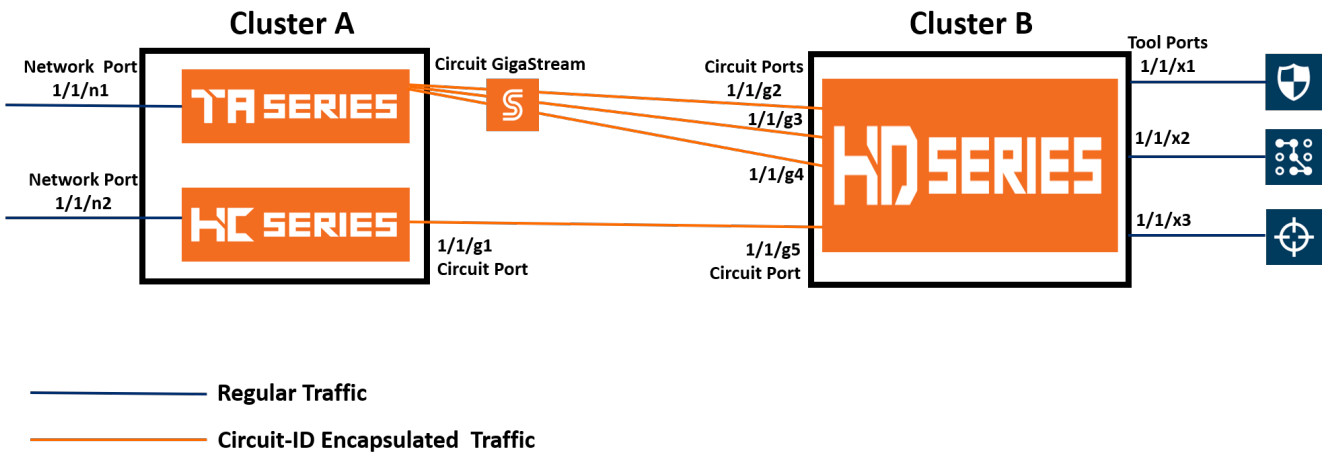 Cluster A
Cluster B
Network  Port
1/1/n1
TA SERIES
Circuit GigaStream
S
Circuit Ports
1/1/g2
1/1/g3
1/1/g4
HD SERIES
Tool Ports
1/1/x1
1/1/x2
1/1/x3
Network Port
1/1/n2
HC SERIES
1/1/g1
Circuit Port
1/1/g5
Circuit Port
Regular Traffic
Circuit-ID Encapsulated  Traffic